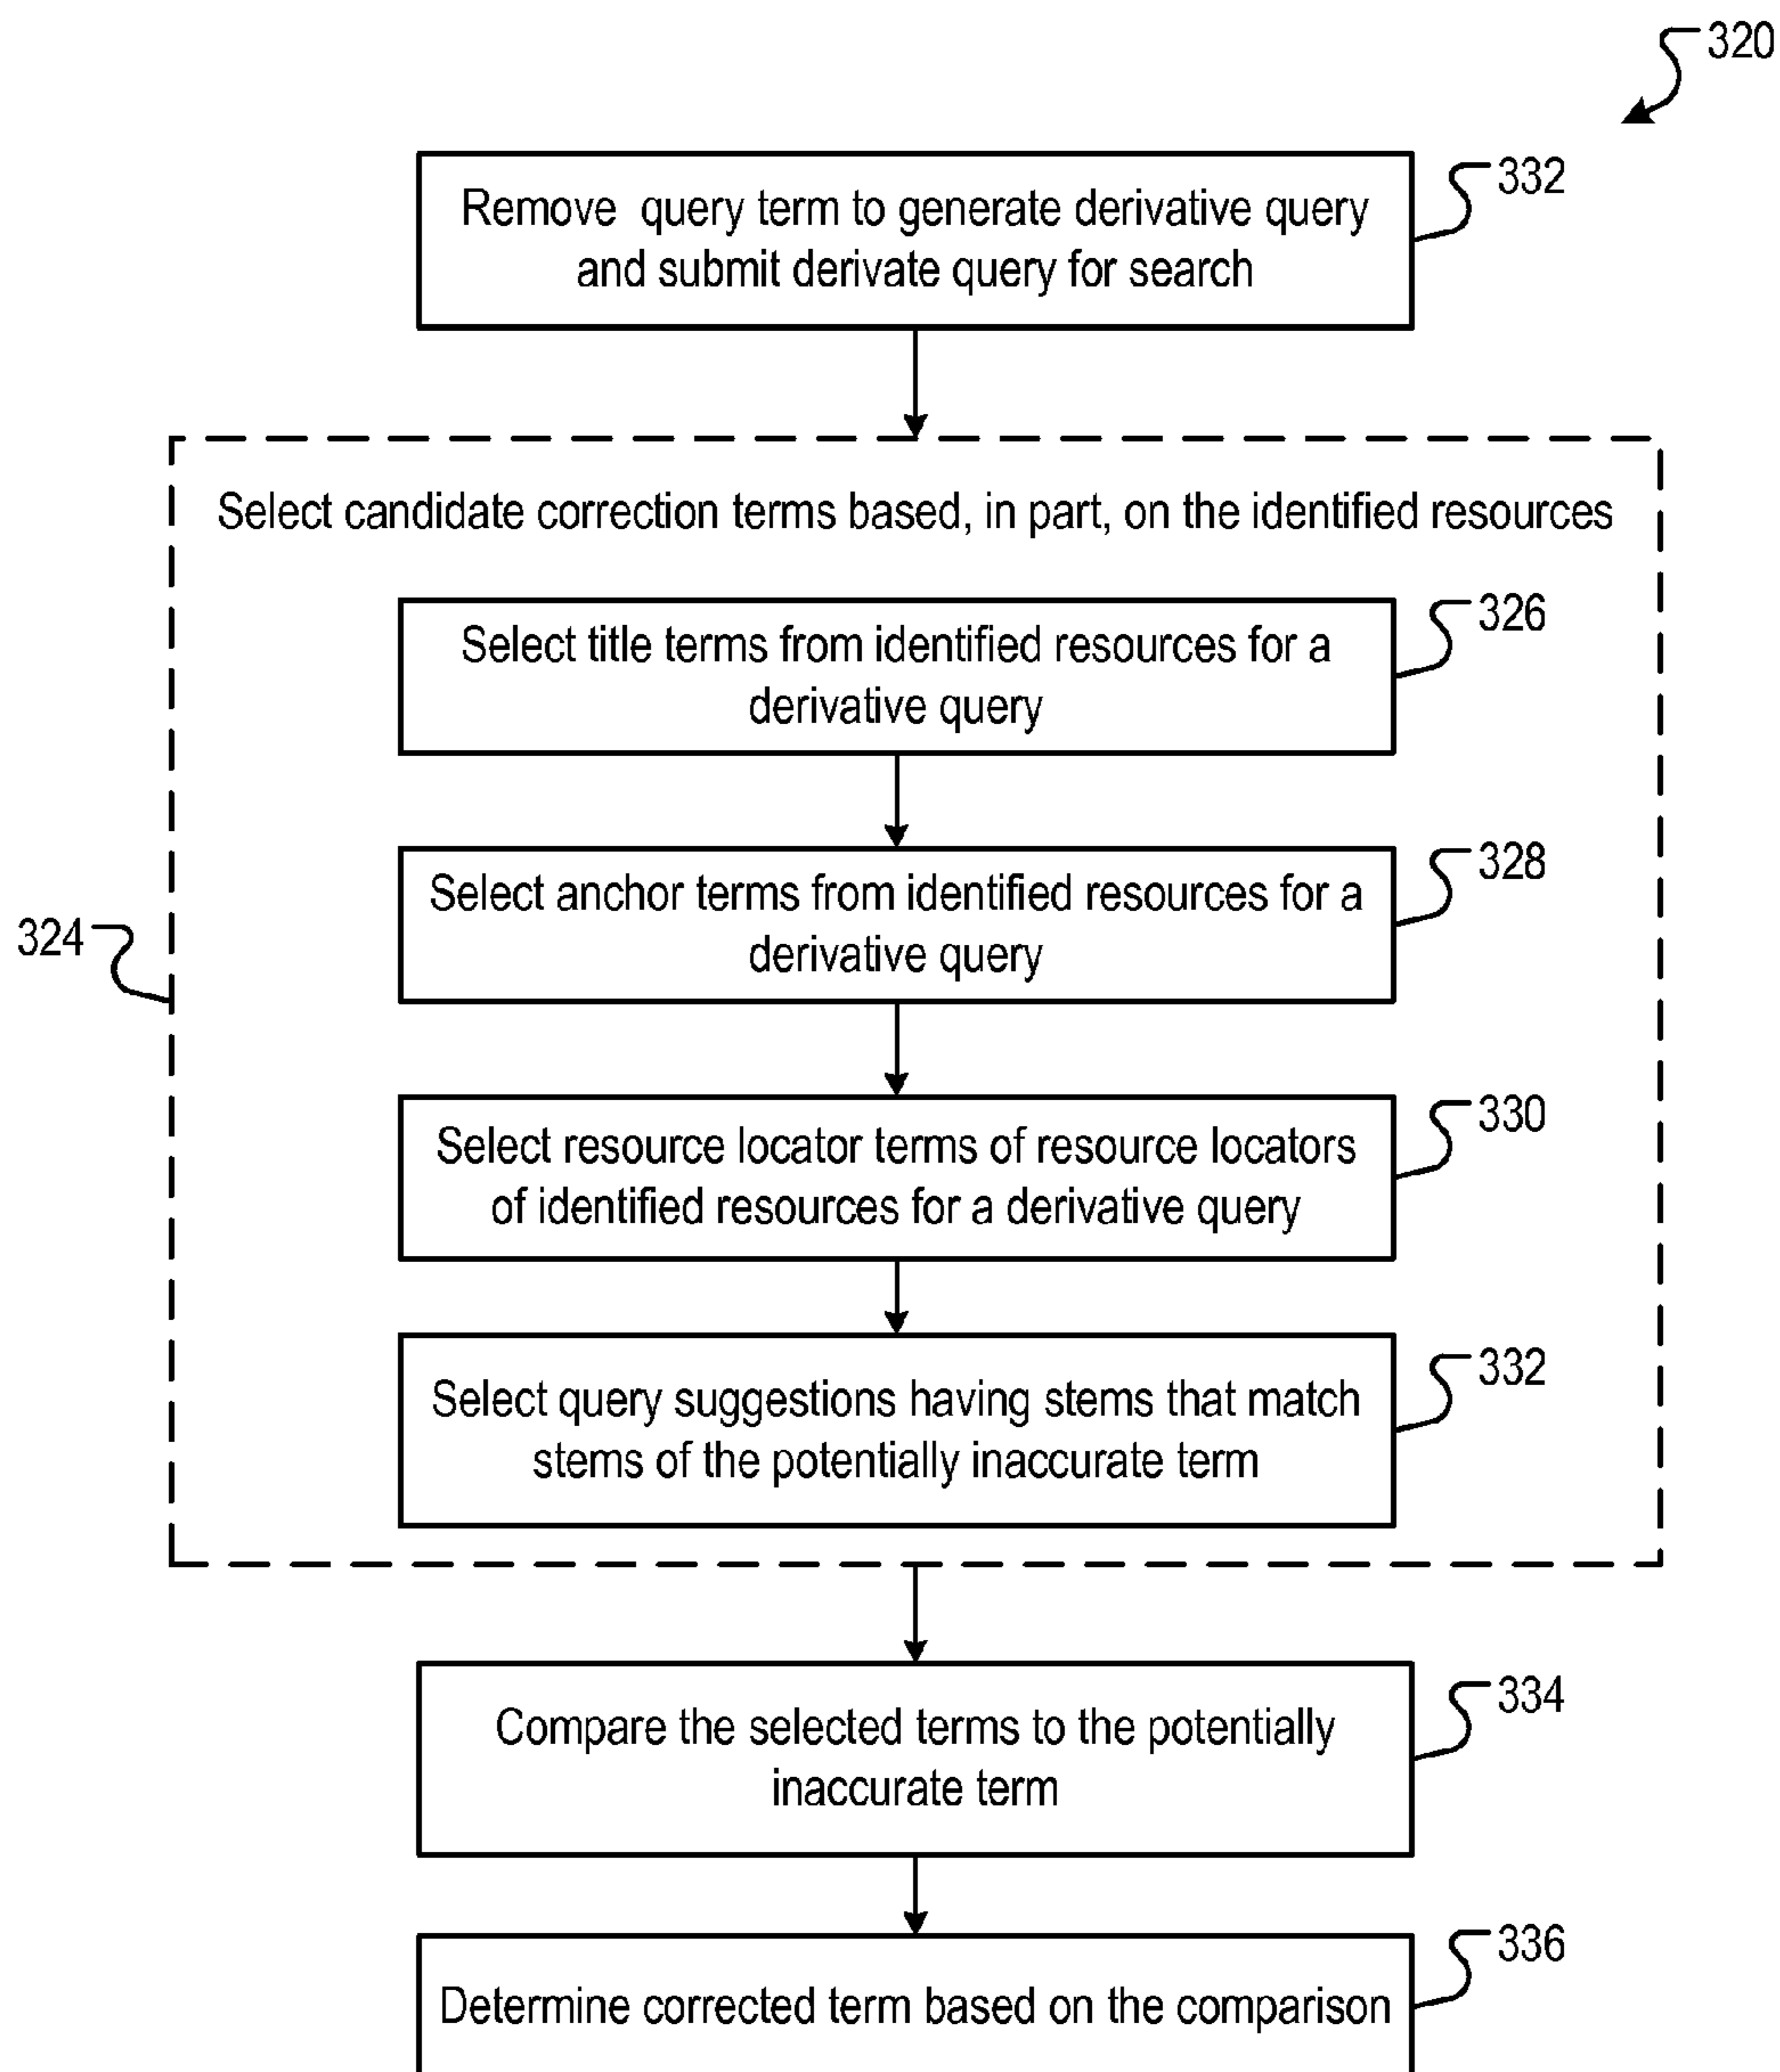 320
Remove query term to generate derivative query
and submit derivate query for search
332
Select candidate correction terms based, in part, on the identified resources
Select title terms from identified resources for a
derivative query
326
Select anchor terms from identified resources for a
derivative query
328
324
Select resource locator terms of resource locators
of identified resources for a derivative query
330
Select query suggestions having stems that match
stems of the potentially inaccurate term
332
Compare the selected terms to the potentially
inaccurate term
334
Determine corrected term based on the comparison
336